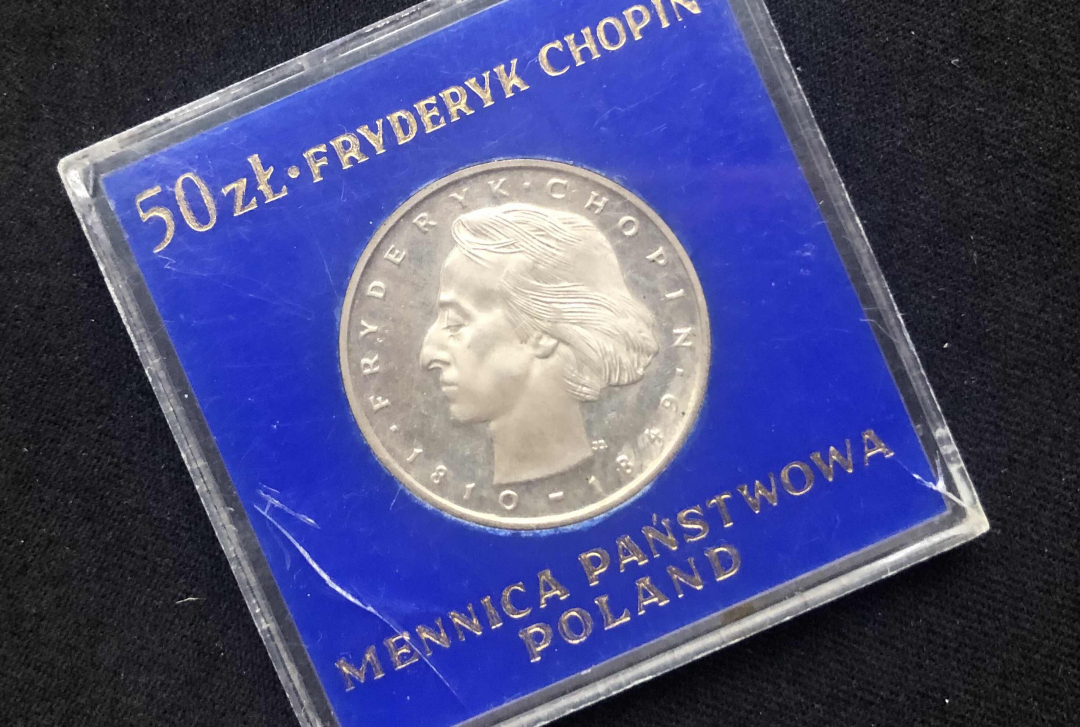 50 ZŁ·FRYDERYK CHOPIN
FRYDERYK·CHOPIN
·1810-1849·
MENNICA PAŃSTWOWA
POLAND